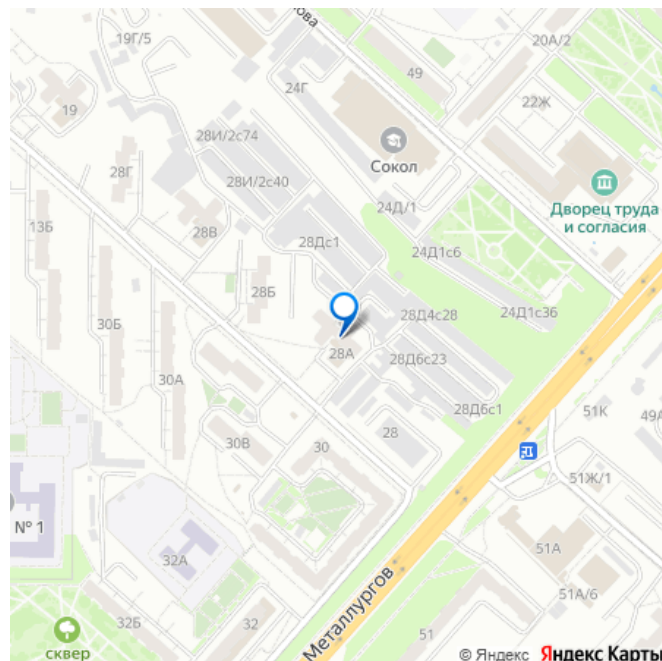 ова
19Г/5
20А/2
49
24Г
22Ж
19
28И/2с74
Сокол
28Г
28И/2с40
Дворец труда
и согласия
24Д/1
13Б
28В
28Дс1
24Д1с6
28Б
30Б
28Д4с28
24Д1с36
28А
28Д6с23
30А
28Д6с1
51К
49А
30В
30
28
51Ж/1
№ 1
51А
32А
51А/6
Металлургов
32Б
32
51
сквер
© Яндекс Яндекс Карты